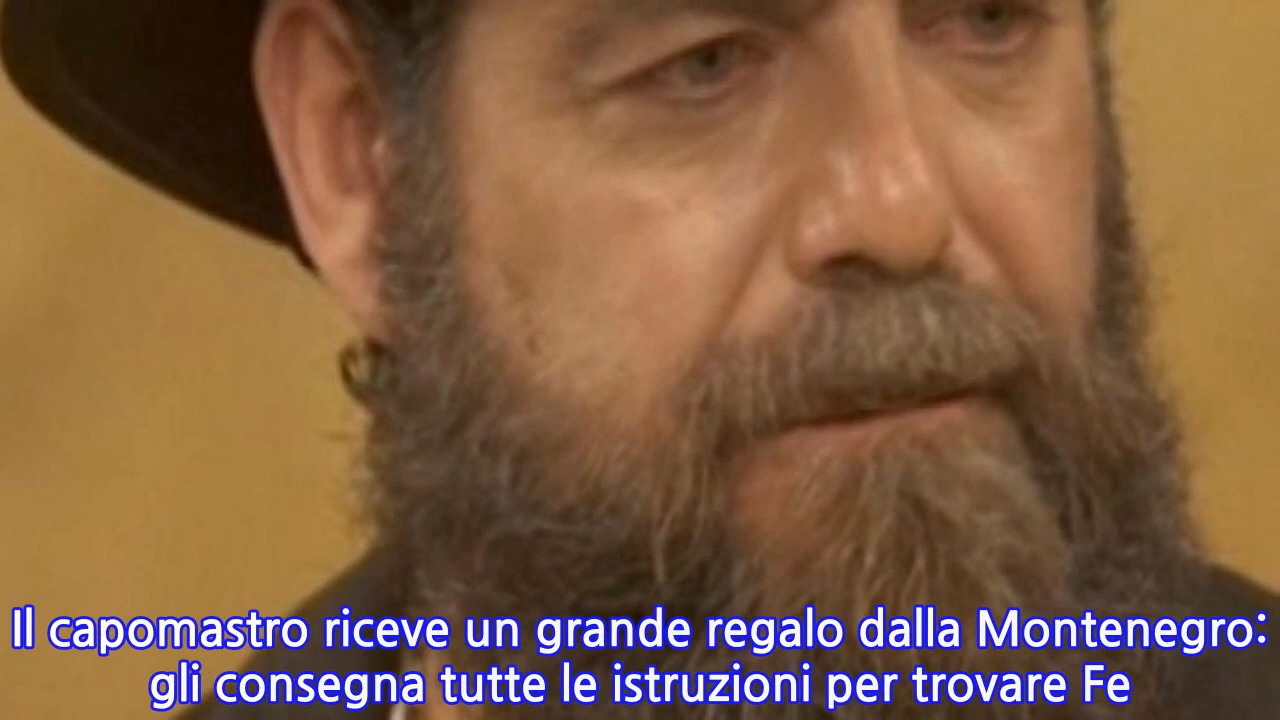 Il capomastro riceve un grande regalo dalla Montenegro:
gli consegna tutte le istruzioni per trovare Fe